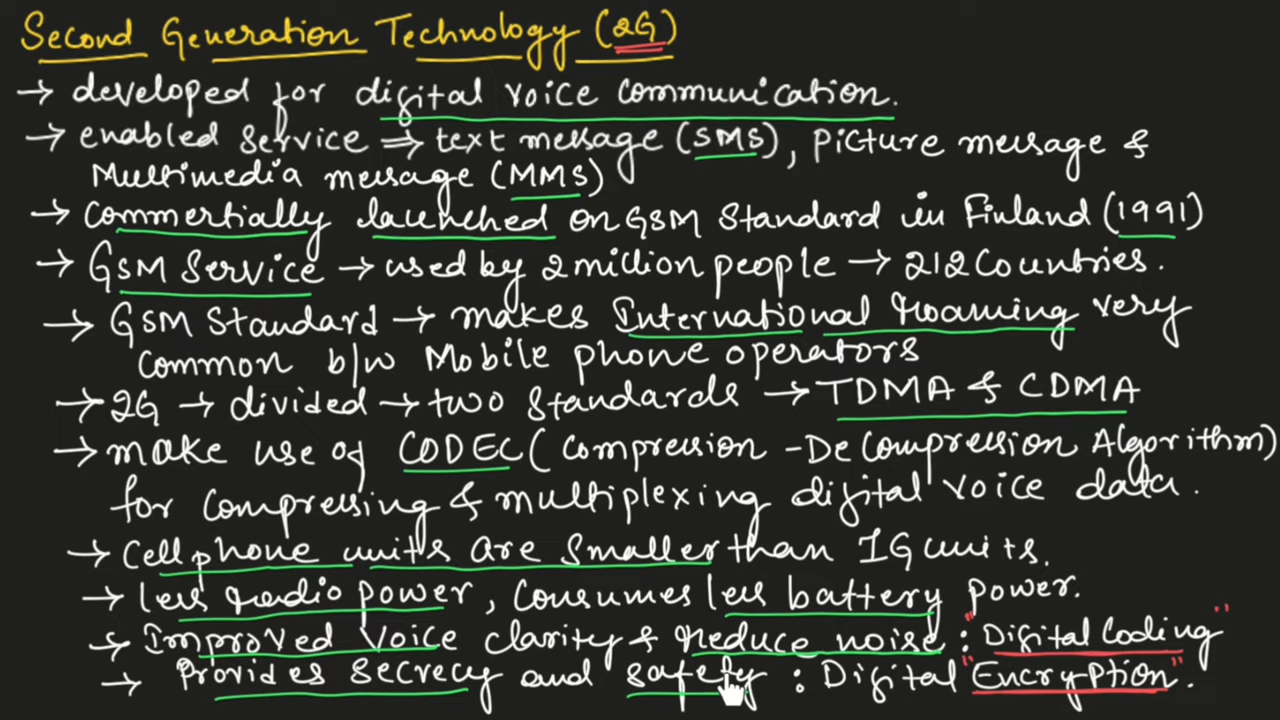 Second Generation Technology (2G)
→ developed for digital voice communication.
→ enabled service ⇒ text message (SMS), picture message &
Multimedia message (MMS)
→ Commertially launched on GSM Standard in Finland (1991)
→ GSM Service → used by 2 million people → 212 Countries.
→ GSM Standard → makes International Roaming very
common b/w Mobile phone operators
→ 2G → divided → two Standards → TDMA & CDMA
→ make use of CODEC (Compression - DeCompression Algorithm)
for compressing & multiplexing digital voice data.
→ Cell phone units are smaller than 1G units.
→ less radio power, consumes less battery power.
→ Improved Voice clarity & reduce noise : "Digital Coding"
→ Provides secrecy and safety : Digital "Encryption".